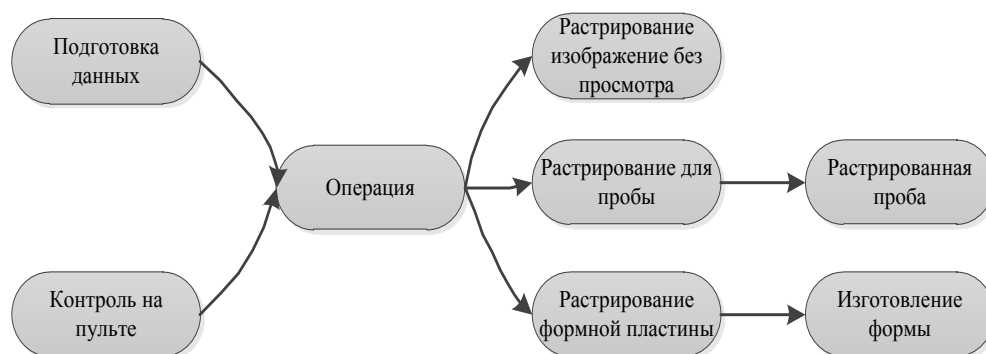 Подготовка
данных
Контроль на
пульте
Операция
Растрирование
изображение без
просмотра
Растрирование для
пробы
Растрированная
проба
Растрирование
формной пластины
Изготовление
формы